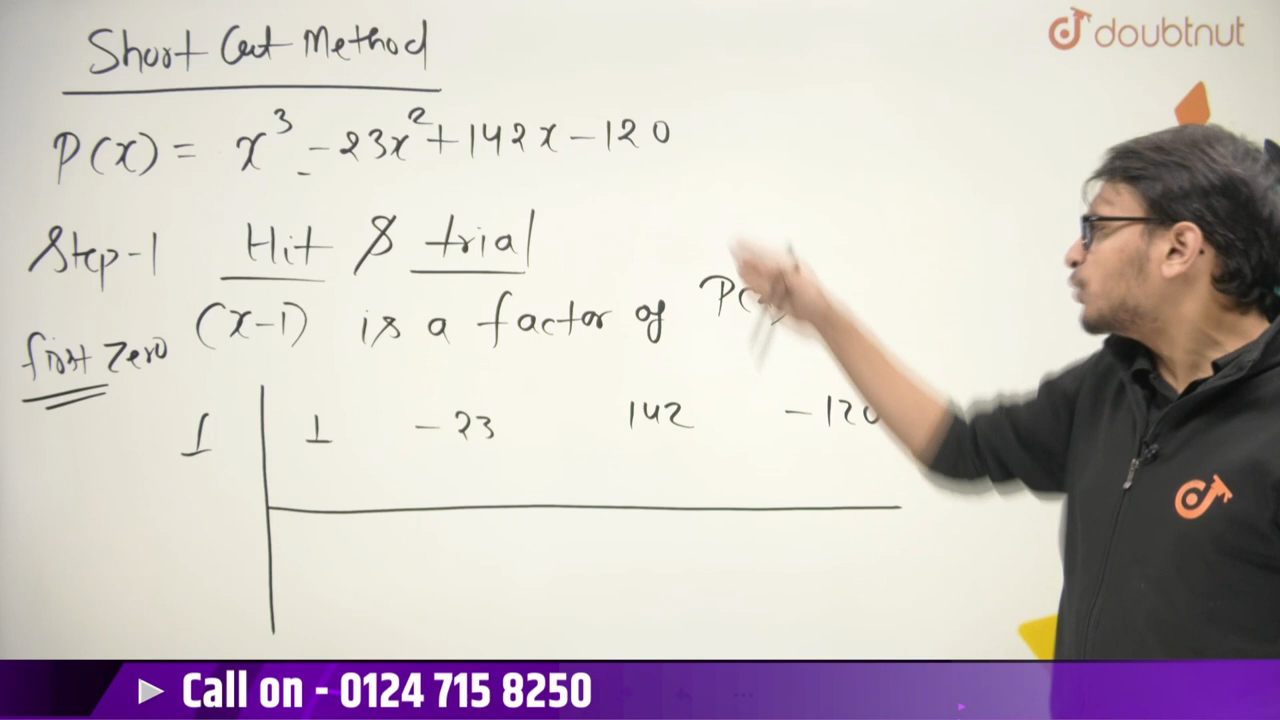 Short Cut Method
doubtnut
P(x) = x³ - 23x² + 142x - 120
Step-1 Hit & trial
(x-1) is a factor of
first Zero
1 1 -23 142 -120
Call on - 0124 715 8250